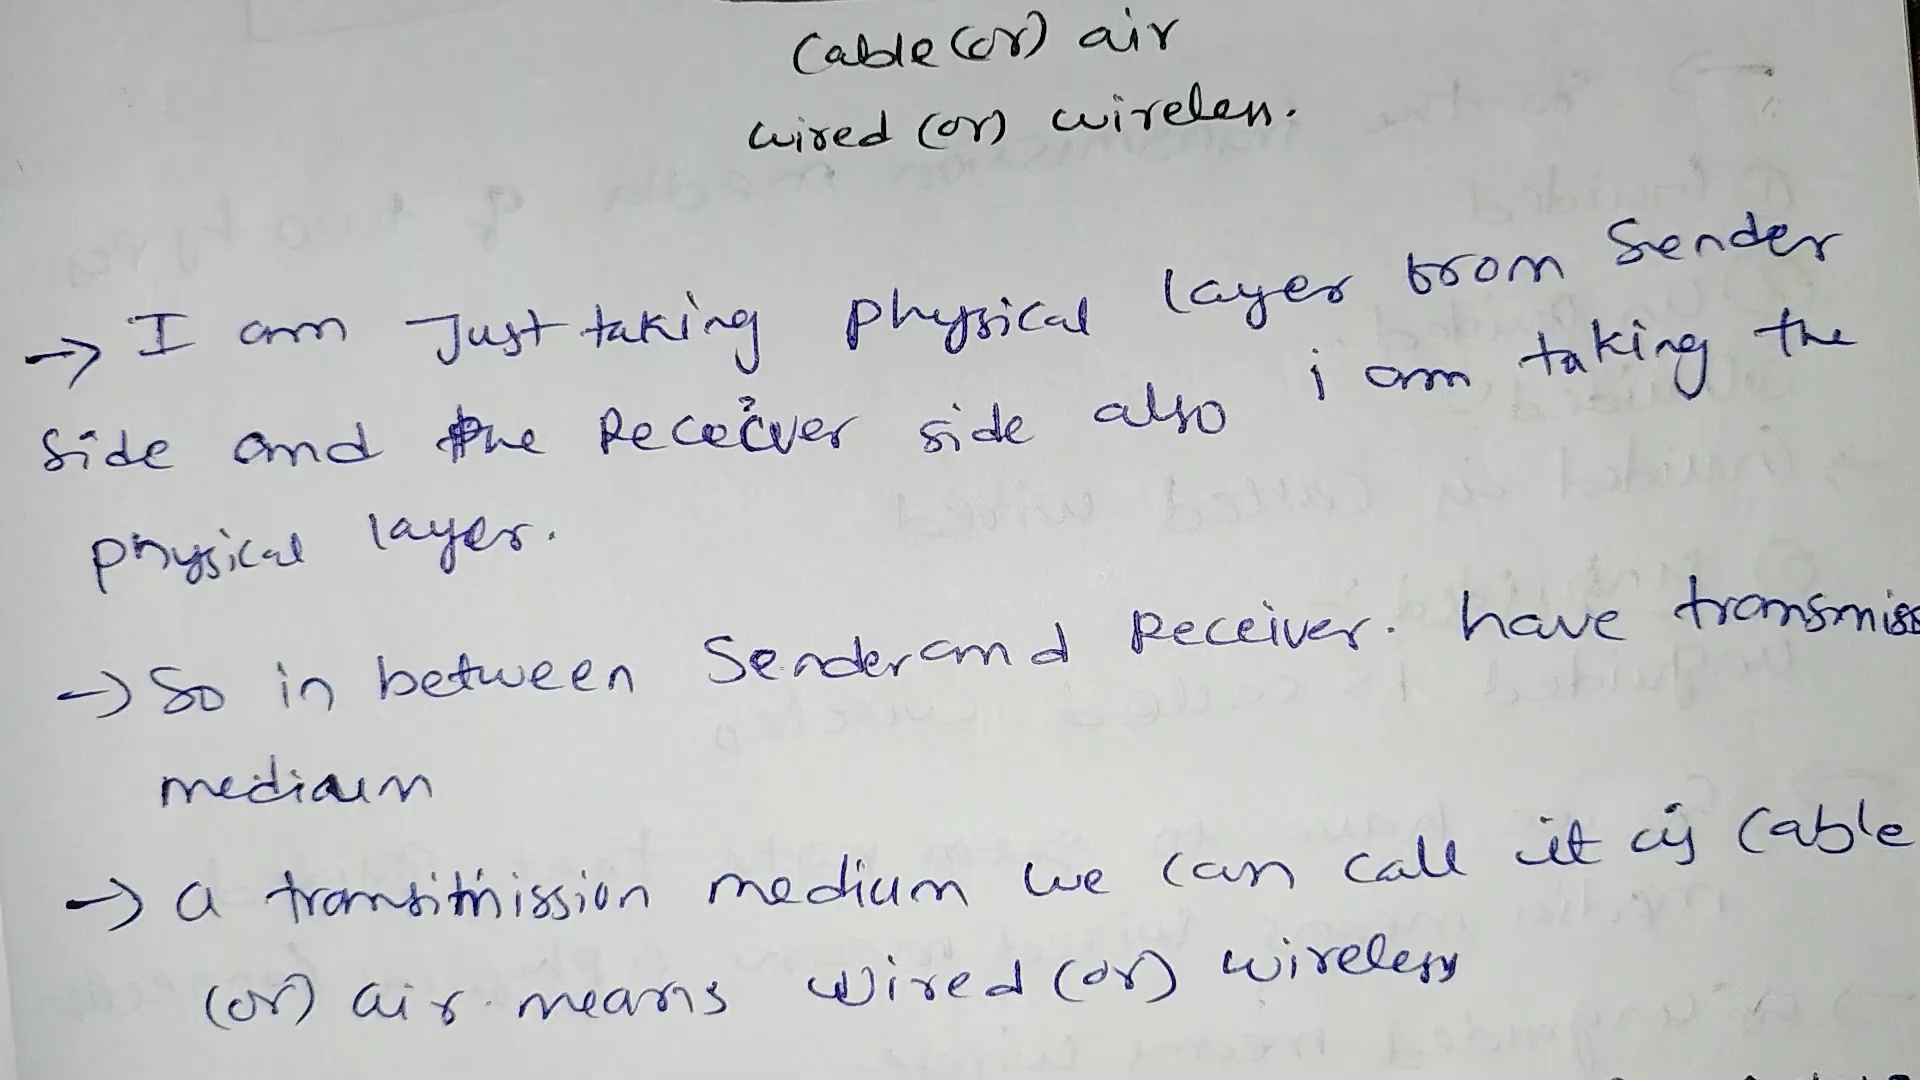 Cable (or) air
wired (or) wireless.
→ I am Just taking physical layer from Sender
side and the Receiver side also i am taking the
physical layer.
→ So in between Sender and Receiver. have transmiss
medium
→ a transitmission medium we can call it as Cable
(or) air. means wired (or) wireless